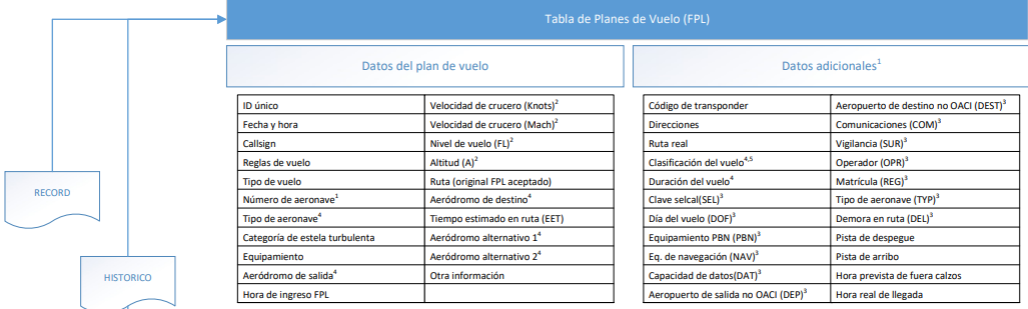 Tabla de Planes de Vuelo (FPL)
Datos del plan de vuelo
Datos adicionales¹
ID único
Velocidad de crucero (Knots)²
Fecha y hora
Velocidad de crucero (Mach)²
Callsign
Nivel de vuelo (FL)²
Reglas de vuelo
Altitud (A)²
Tipo de vuelo
Ruta (original FPL aceptado)
Número de aeronave¹
Aeródromo de destino⁴
Tipo de aeronave⁴
Tiempo estimado en ruta (EET)
Categoría de estela turbulenta
Aeródromo alternativo 1⁴
Equipamiento
Aeródromo alternativo 2⁴
Aeródromo de salida⁴
Otra información
Hora de ingreso FPL
Código de transponder
Aeropuerto de destino no OACI (DEST)³
Direcciones
Comunicaciones (COM)³
Ruta real
Vigilancia (SUR)³
Clasificación del vuelo⁴,⁵
Operador (OPR)³
Duración del vuelo⁴
Matrícula (REG)³
Clave selcal(SEL)³
Tipo de aeronave (TYP)³
Día del vuelo (DOF)³
Demora en ruta (DEL)³
Equipamiento PBN (PBN)³
Pista de despegue
Eq. de navegación (NAV)³
Pista de arribo
Capacidad de datos(DAT)³
Hora prevista de fuera calzos
Aeropuerto de salida no OACI (DEP)³
Hora real de llegada
RECORD
HISTORICO